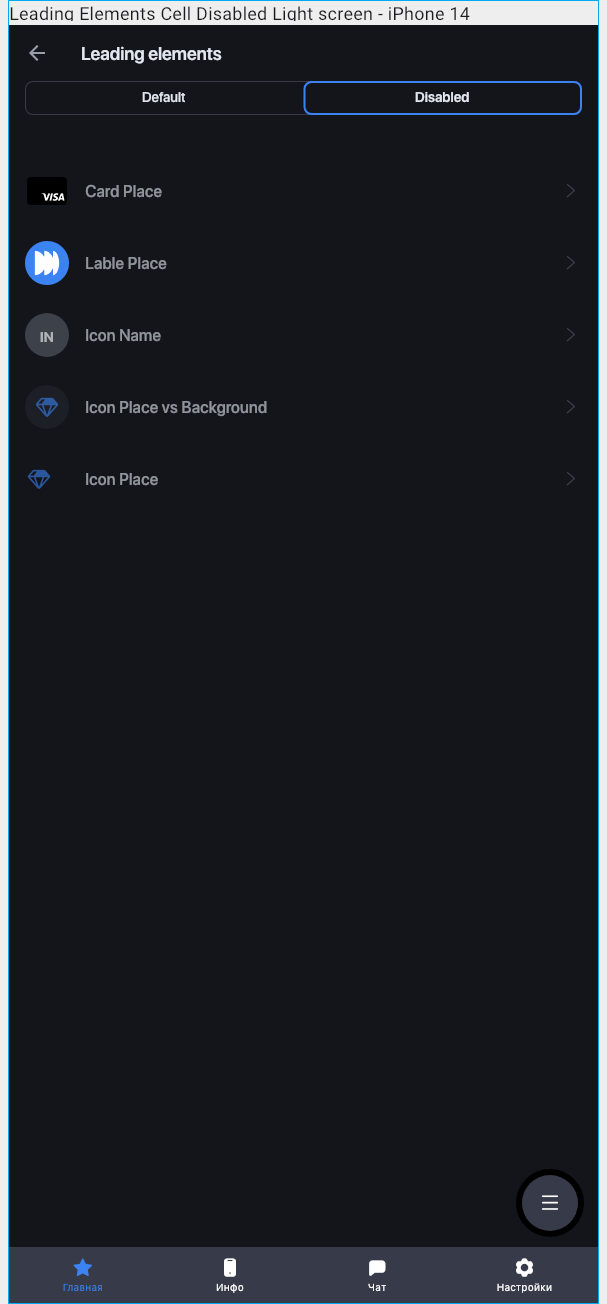 Leading Elements Cell Disabled Light screen - iPhone 14
Leading elements
Default
Disabled
VISA
Card Place
Lable Place
IN
Icon Name
Icon Place vs Background
Icon Place
Главная
Инфо
Чат
Настройки